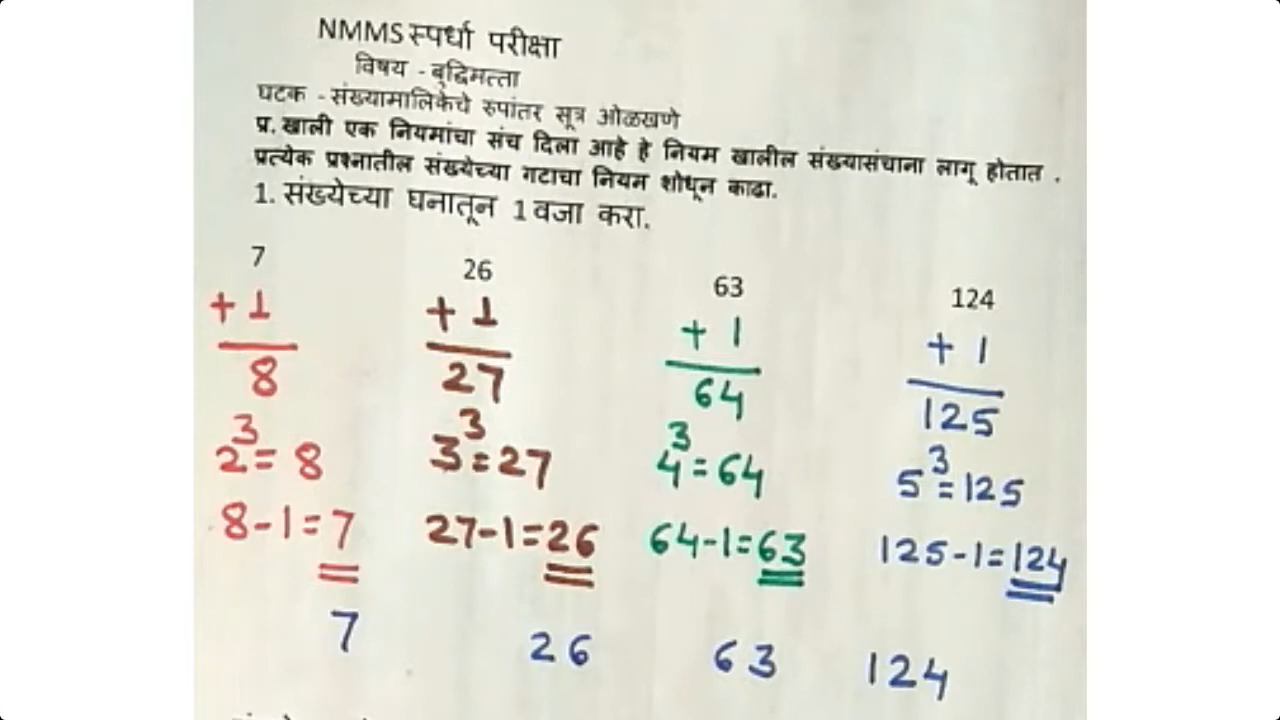 NMMS स्पर्धा परीक्षा
विषय - बुद्धिमत्ता
घटक - संख्यामालिकेचे रुपांतर सूत्र ओळखणे
प्र. खाली एक नियमांचा संच दिला आहे हे नियम खालील संख्यासंचाना लागू होतात .
प्रत्येक प्रश्नातील संख्येच्या गटाचा नियम शोधून काढा.
1. संख्येच्या घनातून 1 वजा करा.
7 26 63 124
+ 1 + 1 + 1 + 1
8 27 64 125
2³ = 8 3³ = 27 4³ = 64 5³ = 125
8-1=7 27-1=26 64-1=63 125-1=124
7 26 63 124